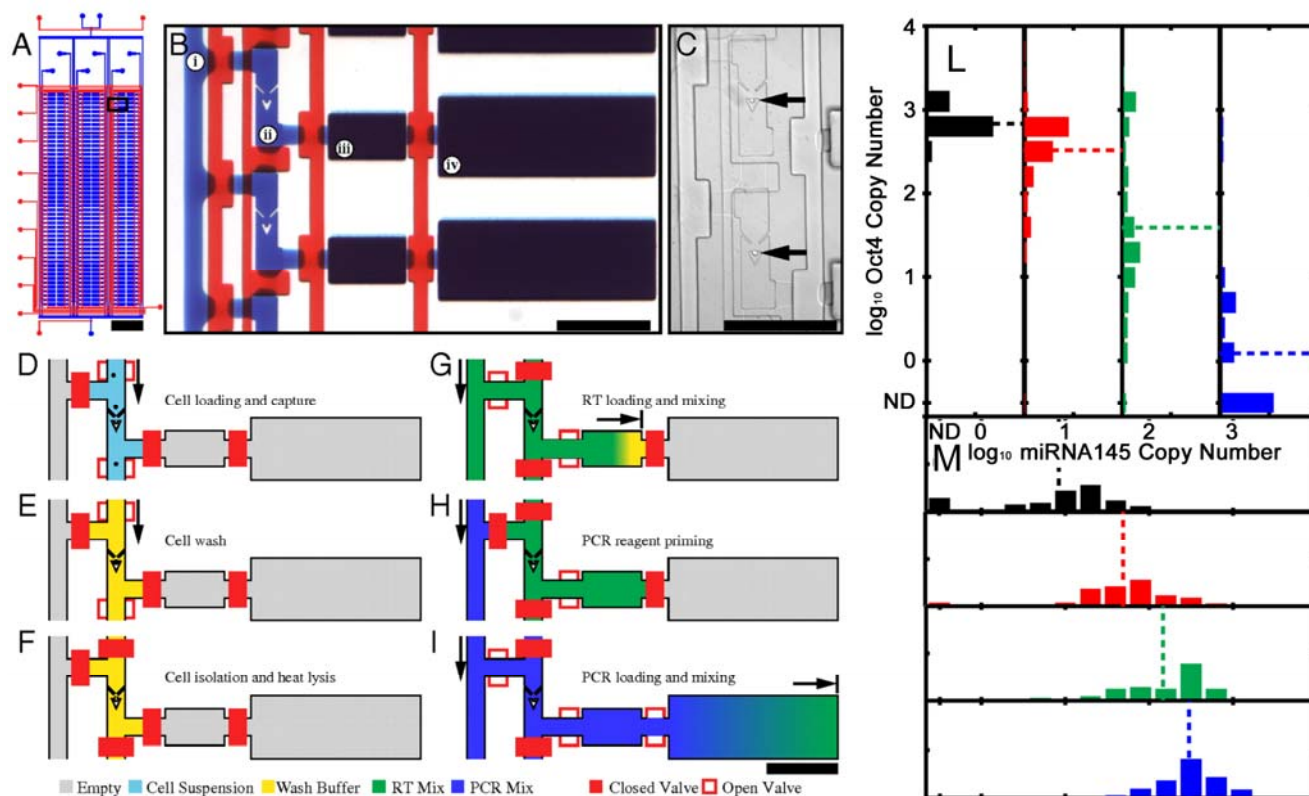 A
B
i
ii
iii
iv
C
D
Cell loading and capture
E
Cell wash
F
Cell isolation and heat lysis
G
RT loading and mixing
H
PCR reagent priming
I
PCR loading and mixing
Empty Cell Suspension Wash Buffer RT Mix PCR Mix Closed Valve Open Valve
L
log10 Oct4 Copy Number
4
3
2
1
0
ND
ND 0 1 2 3
M log10 miRNA145 Copy Number